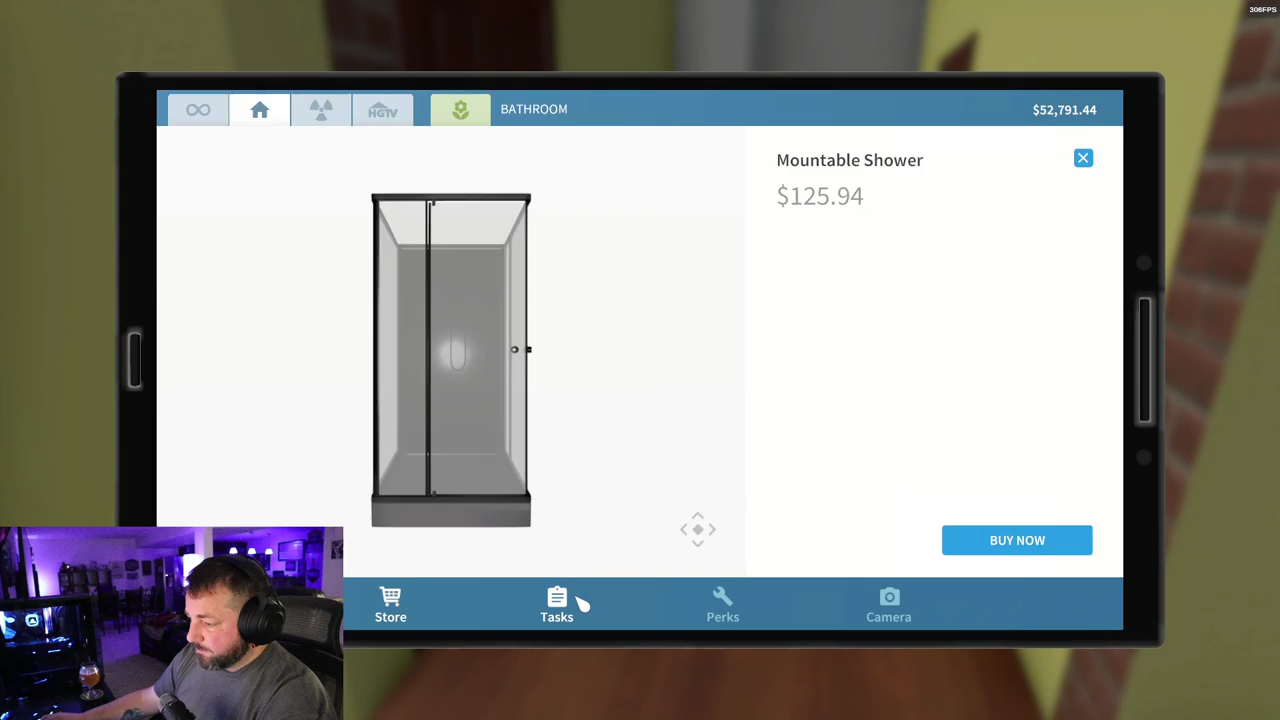 306FPS
HGTV
BATHROOM
$52,791.44
Mountable Shower
$125.94
BUY NOW
Store
Tasks
Perks
Camera